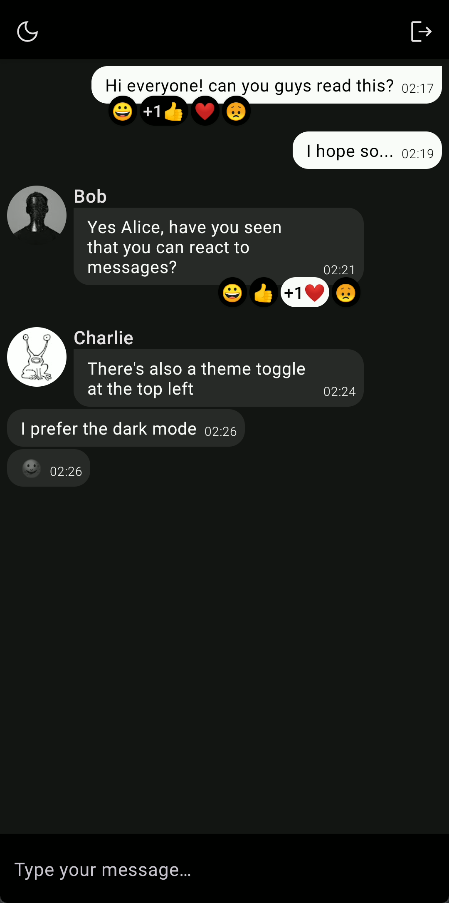 Hi everyone! can you guys read this? 02:17
😀 +1👍 ❤️ 😞
I hope so... 02:19
Bob
Yes Alice, have you seen
that you can react to
messages? 02:21
😀 👍 +1❤️ 😞
Charlie
There's also a theme toggle
at the top left 02:24
I prefer the dark mode 02:26
🌚 02:26
Type your message...